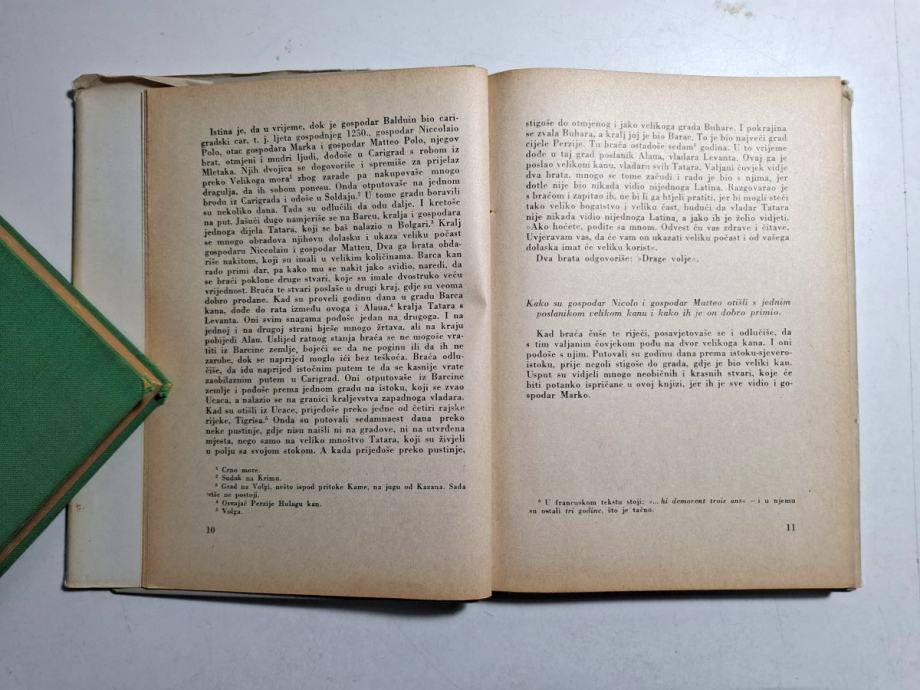 Istina je, da u vrijeme, dok je gospodar Balduin bio cari-
gradski car, t. j. ljeta gospodnjeg 1250., gospodar Niccolaio
Polo, otac gospodara Marka i gospodar Matteo Polo, njegov
brat, otmjeni i mudri ljudi, dođoše u Carigrad s robom iz
Mletaka. Njih dvojica se dogovoriše i spremiše za prijelaz
preko Velikoga mora¹ zbog zarade pa nakupovaše mnogo
dragulja, da ih sobom ponesu. Onda otputovaše na jednom
brodu iz Carigrada i odoše u Soldaju.² U tome gradu boravili
su nekoliko dana. Tada su odlučili da odu dalje. I kretoše
na put. Jašući dugo namjeriše se na Barcu, kralja i gospodara
jednoga dijela Tatara, koji se baš nalazio u Bolgari.³ Kralj
se mnogo obradova njihovu dolasku i ukaza veliku počast
gospodaru Niccolaiu i gospodaru Matteu. Dva ga brata obda-
riše nakitom, koji su imali u velikim količinama. Barca kan
rado primi dar, pa kako mu se nakit jako svidio, naredi, da
se braći poklone druge stvari, koje su imale dvostruko veću
vrijednost. Braća te stvari poslaše u drugi kraj, gdje su veoma
dobro prodane. Kad su proveli godinu dana u gradu Barca
kana, dođe do rata između ovoga i Alaua,⁴ kralja Tatara s
Levanta. Oni svim snagama pođoše jedan na drugoga. I na
jednoj i na drugoj strani bješe mnogo žrtava, ali na kraju
pobijedi Alau. Uslijed ratnog stanja braća se ne mogoše vrati-
ti iz Barcine zemlje, bojeći se da ne poginu ili da ih ne
zarobe, dok se naprijed moglo ići bez teškoća. Braća odlu-
čiše, da idu naprijed istočnim putem te da se kasnije vrate
zaobilaznim putem u Carigrad. Oni otputovaše iz Barcine
zemlje i pođoše prema jednom gradu na istoku, koji se zvao
Ucaca, a nalazio se na granici kraljevstva zapadnoga vladara.
Kad su otišli iz Ucace, prijeđoše preko jedne od četiri rajske
rijeke, Tigrisa.⁵ Onda su putovali sedamnaest dana preko
neke pustinje, gdje nisu naišli ni na gradove, ni na utvrđena
mjesta, nego samo na veliko mnoštvo Tatara, koji su živjeli
u polju sa svojom stokom. A kada prijeđoše preko pustinje,
¹ Crno more.
² Sudak na Krimu.
³ Grad na Volgi, nešto ispod pritoke Kame, na jugu od Kazana. Sada
više ne postoji.
⁴ Osvajač Perzije Hulagu kan.
⁵ Volga.
10
stigoše do otmjenog i jako velikoga grada Buhare. I pokrajina
se zvala Buhara, a kralj joj je bio Barac. To je bio najveći grad
cijele Perzije. Tu braća ostadoše sedam⁶ godina. U to vrijeme
dođe u taj grad poslanik Alaua, vladara Levanta. Ovaj ga je
poslao velikom kanu, vladaru svih Tatara. Valjani čovjek vidje
dva brata, mnogo se tome začudi i rado je bio s njima, jer
dotle nije bio nikada vidio nijednoga Latina. Razgovarao je
s braćom i zapitao ih, ne bi li ga htjeli pratiti, jer bi mogli steći
tako veliko bogatstvo i veliku čast, budući da vladar Tatara
nije nikada vidio nijednoga Latina, a jako ih je želio vidjeti.
»Ako hoćete, pođite sa mnom. Odvest ću vas zdrave i čitave.
Uvjeravam vas, da će vam on ukazati veliku počast i od vašega
dolaska imat će veliku korist«.
Dva brata odgovoriše: »Drage volje«.
Kako su gospodar Nicolo i gospodar Matteo otišli s jednim
poslanikom velikom kanu i kako ih je on dobro primio.
Kad braća čuše te riječi, posavjetovaše se i odlučiše, da
s tim valjanim čovjekom pođu na dvor velikoga kana. I oni
pođoše s njim. Putovali su godinu dana prema istoku-sjevero-
istoku, prije negoli stigoše do grada, gdje je bio veliki kan.
Usput su vidjeli mnogo neobičnih i krasnih stvari, koje će
biti potanko ispričane u ovoj knjizi, jer ih je sve vidio i go-
spodar Marko.
⁶ U francuskom tekstu stoji: »... hi demorent trois ans« – i u njemu
su ostali tri godine, što je tačno.
11